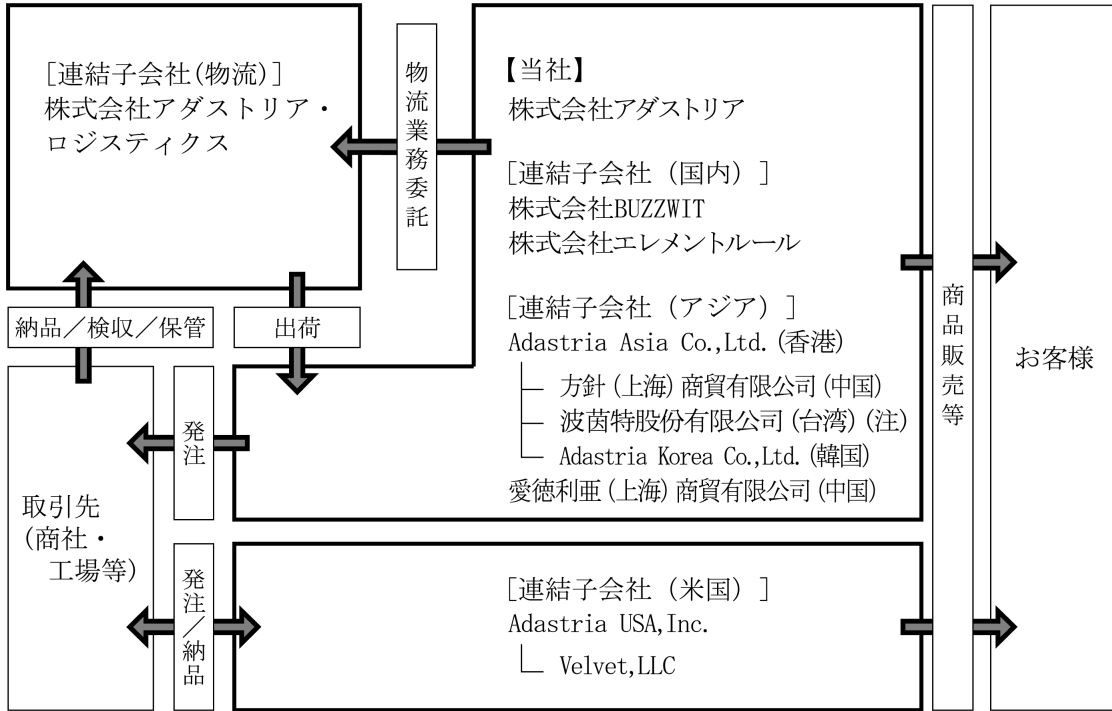 [連結子会社(物流)]
株式会社アダストリア・
ロジスティクス
物流業務委託
【当社】
株式会社アダストリア
[連結子会社(国内)]
株式会社BUZZWIT
株式会社エレメントルール
[連結子会社(アジア)]
Adastria Asia Co.,Ltd.(香港)
方針(上海)商貿有限公司(中国)
波茵特股份有限公司(台湾)(注)
Adastria Korea Co.,Ltd.(韓国)
愛徳利亜(上海)商貿有限公司(中国)
納品/検収/保管
出荷
発注
取引先
(商社・
工場等)
発注/納品
[連結子会社(米国)]
Adastria USA,Inc.
Velvet,LLC
商品販売等
お客様